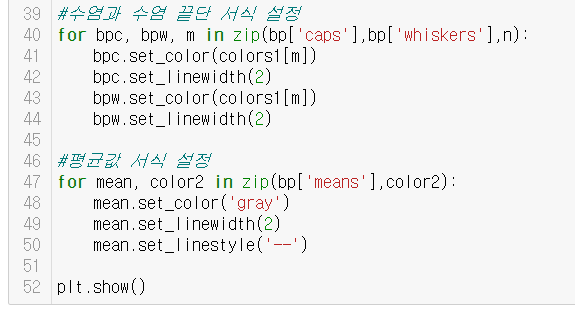 39 #수염과 수염 끝단 서식 설정
40 for bpc, bpw, m in zip(bp['caps'],bp['whiskers'],n):
41     bpc.set_color(colors1[m])
42     bpc.set_linewidth(2)
43     bpw.set_color(colors1[m])
44     bpw.set_linewidth(2)
45
46 #평균값 서식 설정
47 for mean, color2 in zip(bp['means'],color2):
48     mean.set_color('gray')
49     mean.set_linewidth(2)
50     mean.set_linestyle('--')
51
52 plt.show()